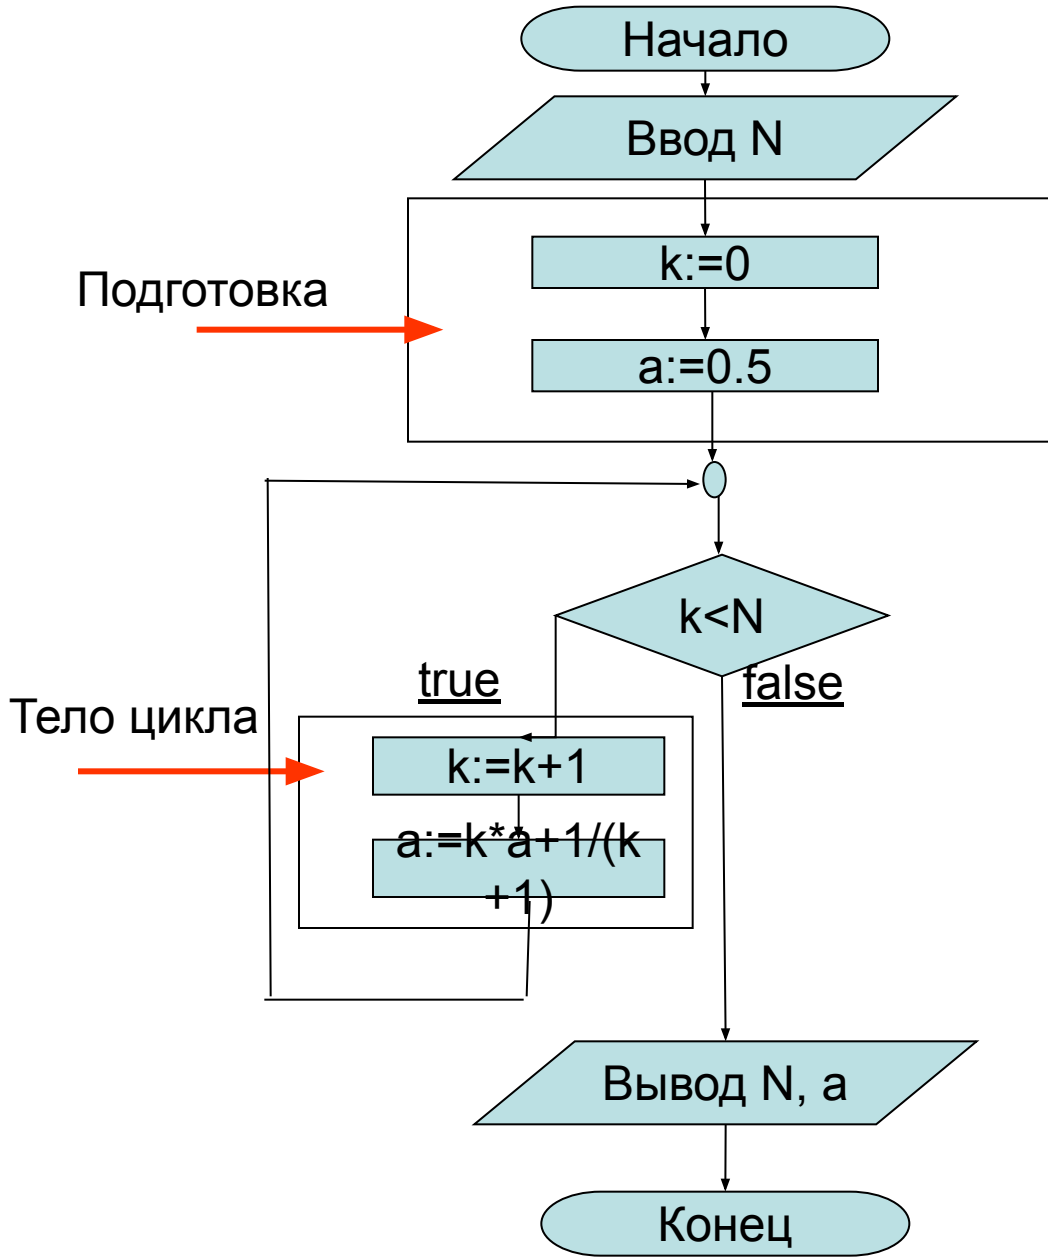 Начало
Ввод N
k:=0
Подготовка
a:=0.5
k<N
true
false
Тело цикла
k:=k+1
a:=k*a+1/(k
+1)
Вывод N, a
Конец